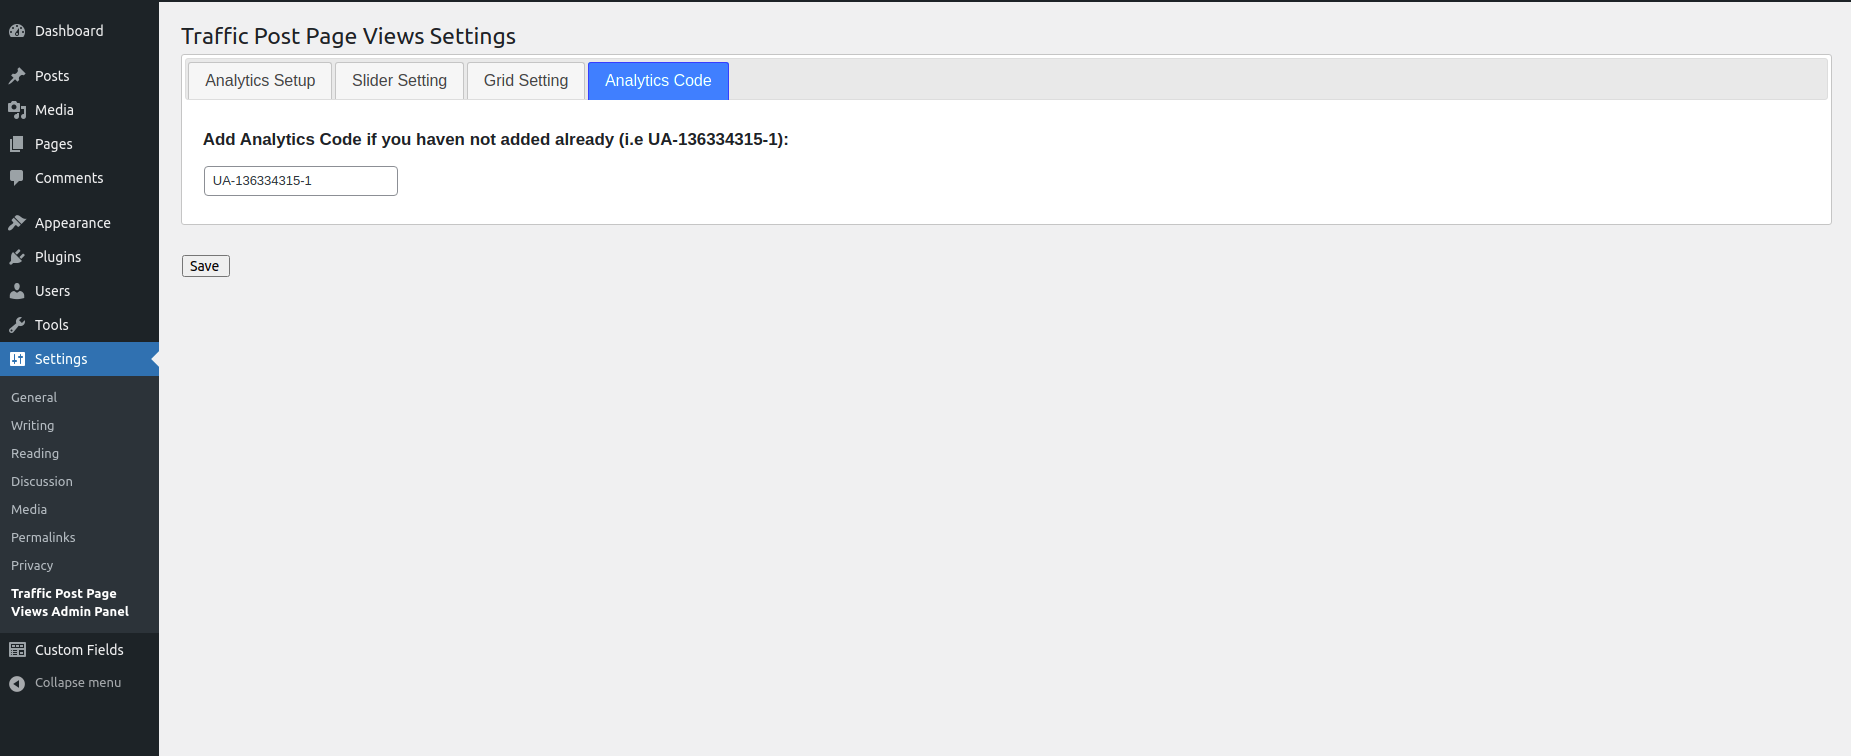 Dashboard
Posts
Media
Pages
Comments
Appearance
Plugins
Users
Tools
Settings
General
Writing
Reading
Discussion
Media
Permalinks
Privacy
Traffic Post Page
Views Admin Panel
Custom Fields
Collapse menu
Traffic Post Page Views Settings
Analytics Setup
Slider Setting
Grid Setting
Analytics Code
Add Analytics Code if you haven not added already (i.e UA-136334315-1):
UA-136334315-1
Save